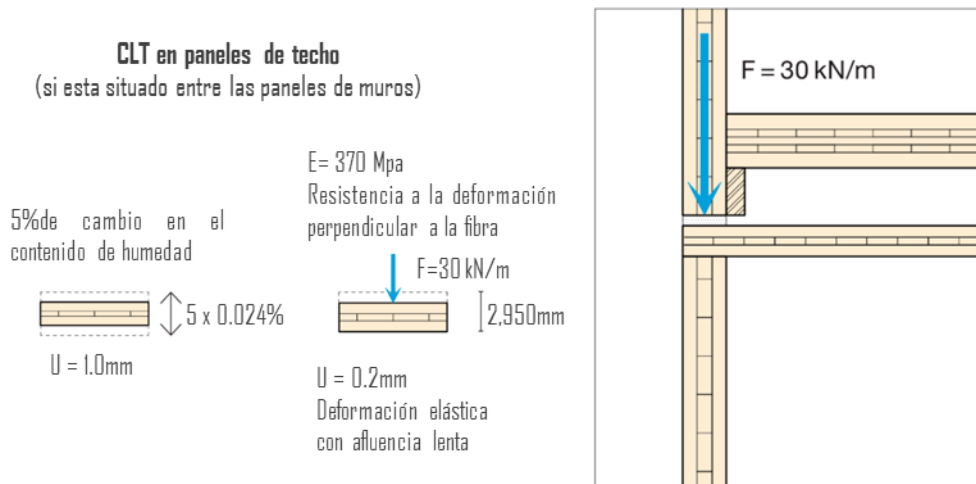 CLT en paneles de techo
(si esta situado entre las paneles de muros)
5%de cambio en el
contenido de humedad
5 x 0.024%
U = 1.0mm
E= 370 Mpa
Resistencia a la deformación
perpendicular a la fibra
F=30 kN/m
2,950mm
U = 0.2mm
Deformación elástica
con afluencia lenta
F = 30 kN/m